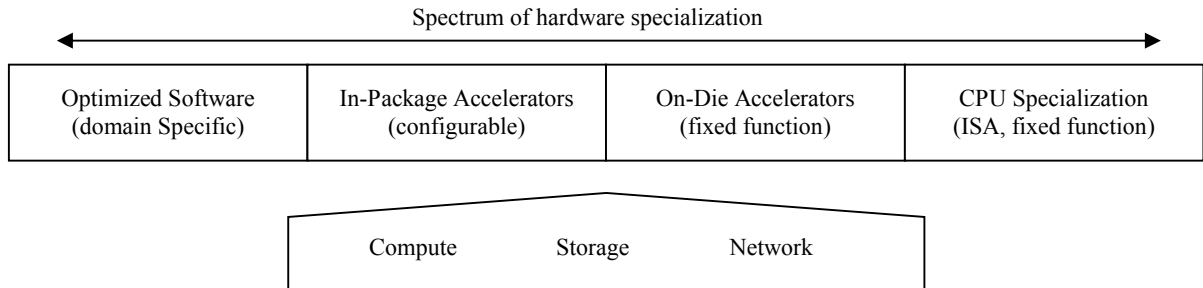 Spectrum of hardware specialization
Optimized Software In-Package Accelerators On-Die Accelerators CPU Specialization
(domain Specific) (configurable) (fixed function) (ISA, fixed function)
Compute Storage Network